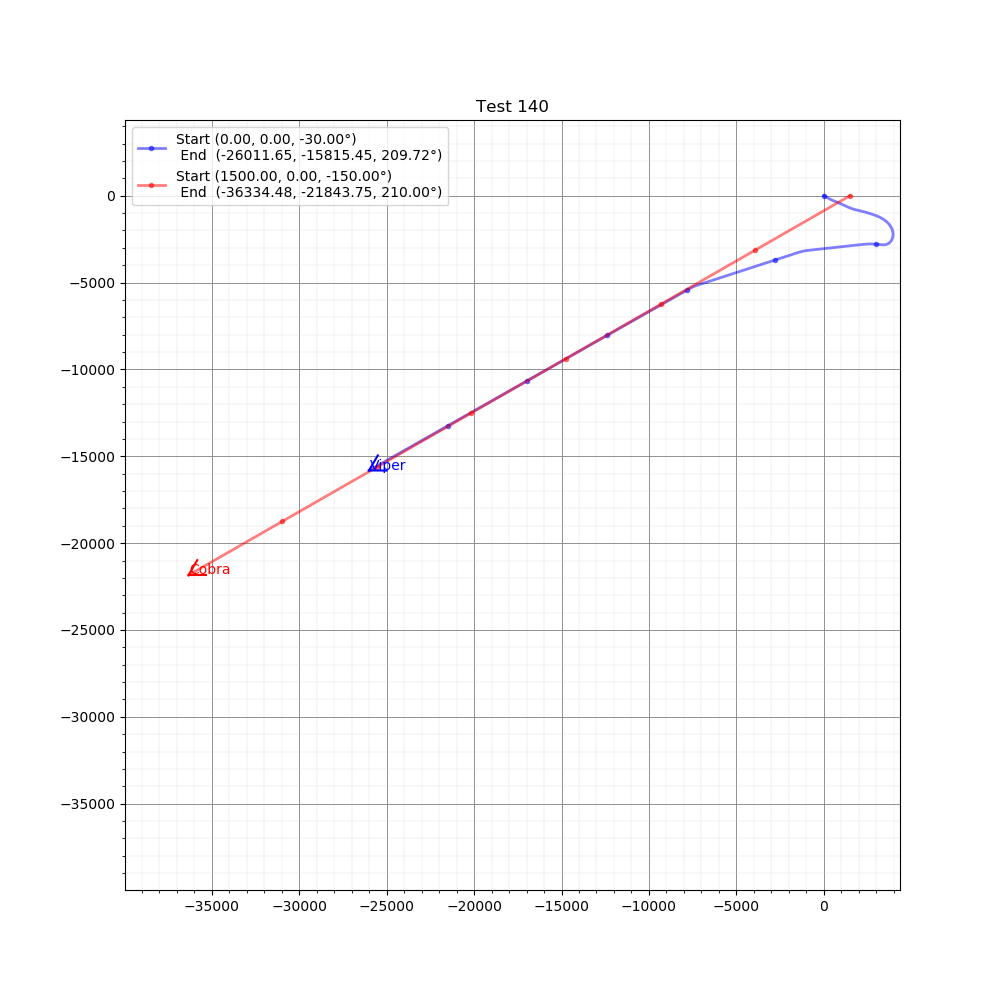 Test 140
Start (0.00, 0.00, -30.00°)
End (-26011.65, -15815.45, 209.72°)
Start (1500.00, 0.00, -150.00°)
End (-36334.48, -21843.75, 210.00°)
0
−5000
−10000
−15000
−20000
−25000
−30000
−35000
Viper
Cobra
−35000 −30000 −25000 −20000 −15000 −10000 −5000 0